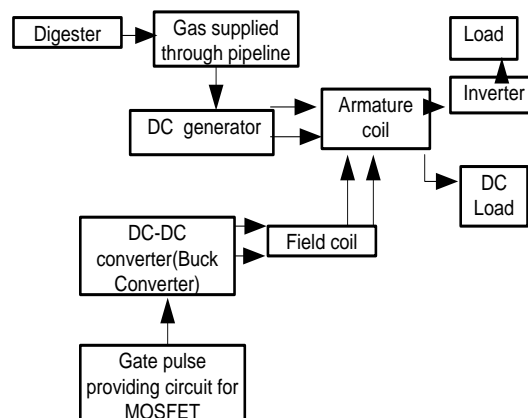 Digester
Gas supplied
through pipeline
Load
Inverter
DC generator
Armature
coil
DC
Load
DC-DC
converter(Buck
Converter)
Field coil
Gate pulse
providing circuit for
MOSFET